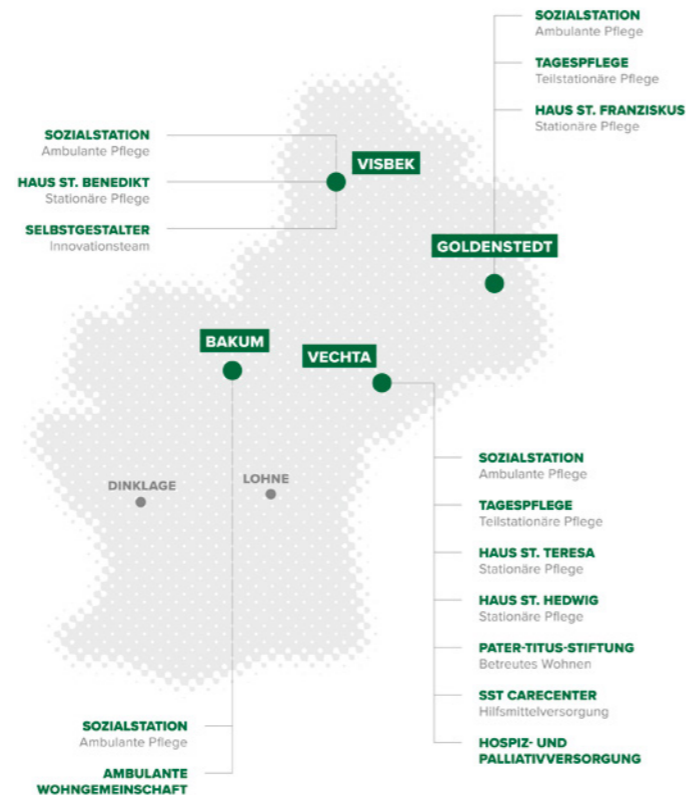 SOZIALSTATION
Ambulante Pflege
TAGESPFLEGE
Teilstationäre Pflege
HAUS ST. FRANZISKUS
Stationäre Pflege
SOZIALSTATION
Ambulante Pflege
HAUS ST. BENEDIKT
Stationäre Pflege
SELBSTGESTALTER
Innovationsteam
VISBEK
GOLDENSTEDT
BAKUM
VECHTA
DINKLAGE
LOHNE
SOZIALSTATION
Ambulante Pflege
TAGESPFLEGE
Teilstationäre Pflege
HAUS ST. TERESA
Stationäre Pflege
HAUS ST. HEDWIG
Stationäre Pflege
PATER-TITUS-STIFTUNG
Betreutes Wohnen
SST CARECENTER
Hilfsmittelversorgung
HOSPIZ- UND
PALLIATIVVERSORGUNG
SOZIALSTATION
Ambulante Pflege
AMBULANTE
WOHNGEMEINSCHAFT